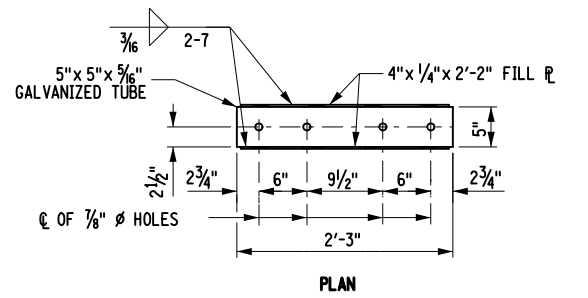 3/16 2-7
5"x 5"x 5/16"
GALVANIZED TUBE
4"x 1/4"x 2'-2" FILL ℙL
5"
2 1/2"
2 3/4" 6" 9 1/2" 6" 2 3/4"
℄ OF 7/8" Ø HOLES
2'-3"
PLAN